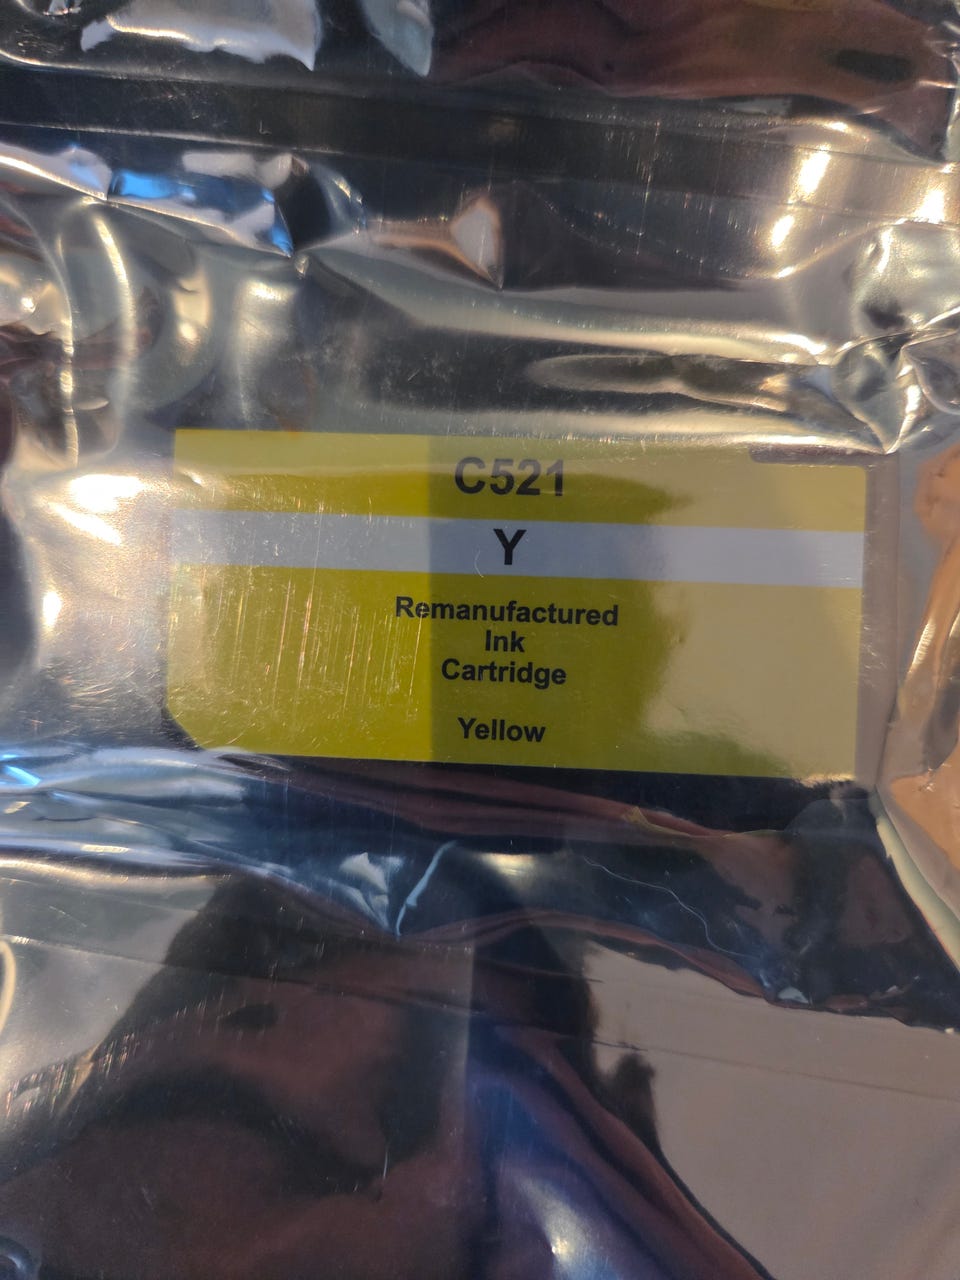 C521
Y
Remanufactured
Ink
Cartridge
Yellow